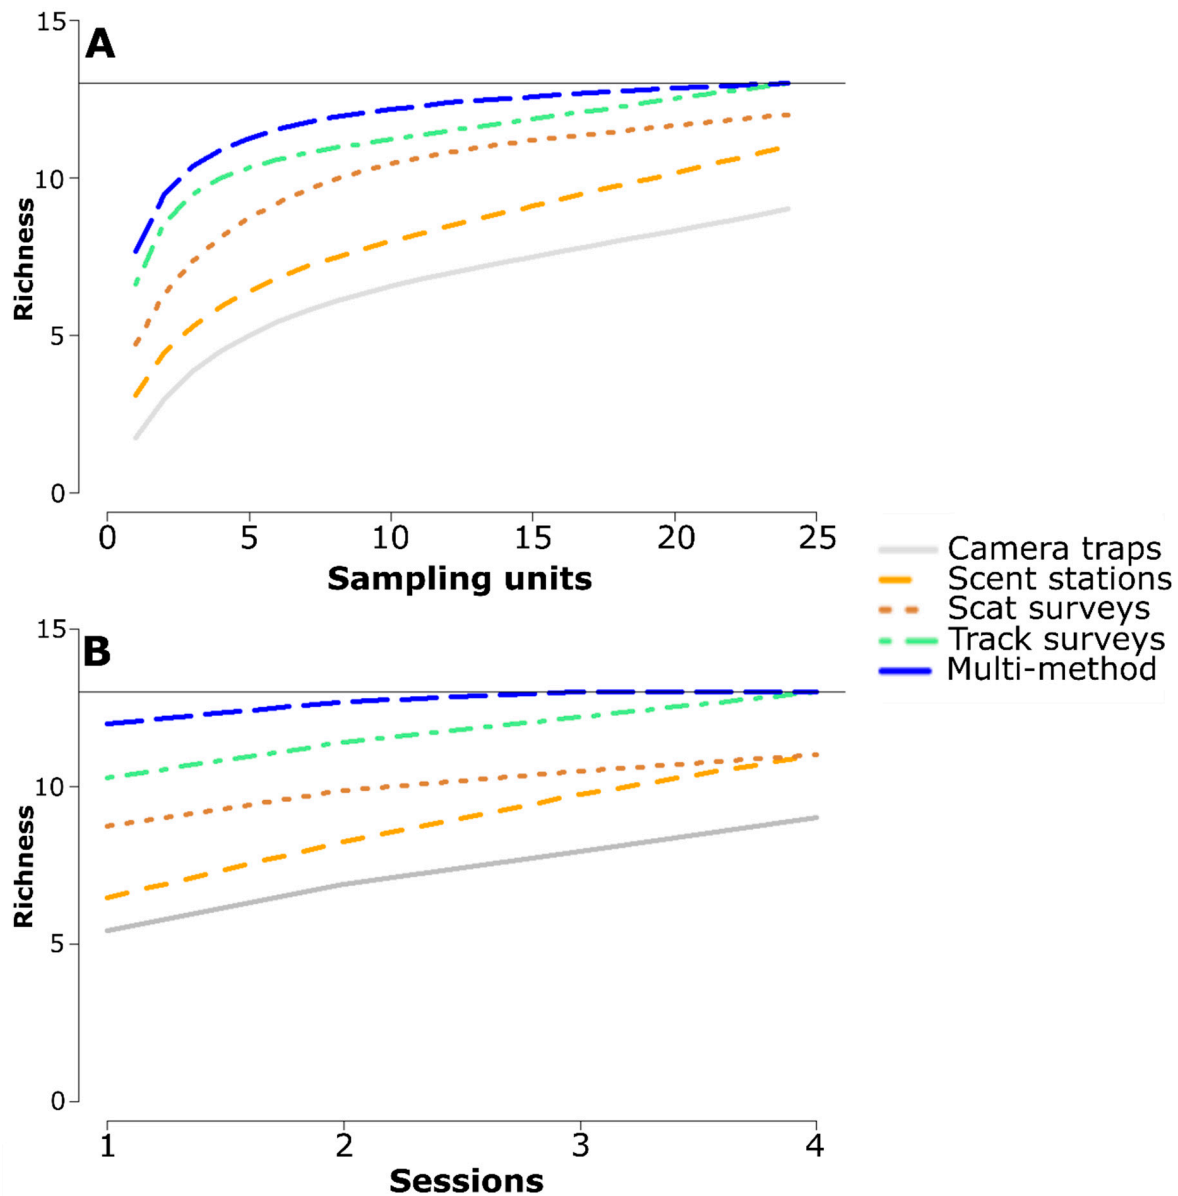 15
A
10
Richness
5
0
0 5 10 15 20 25
Sampling units
Camera traps
Scent stations
Scat surveys
Track surveys
Multi-method
15
B
10
Richness
5
0
1 2 3 4
Sessions